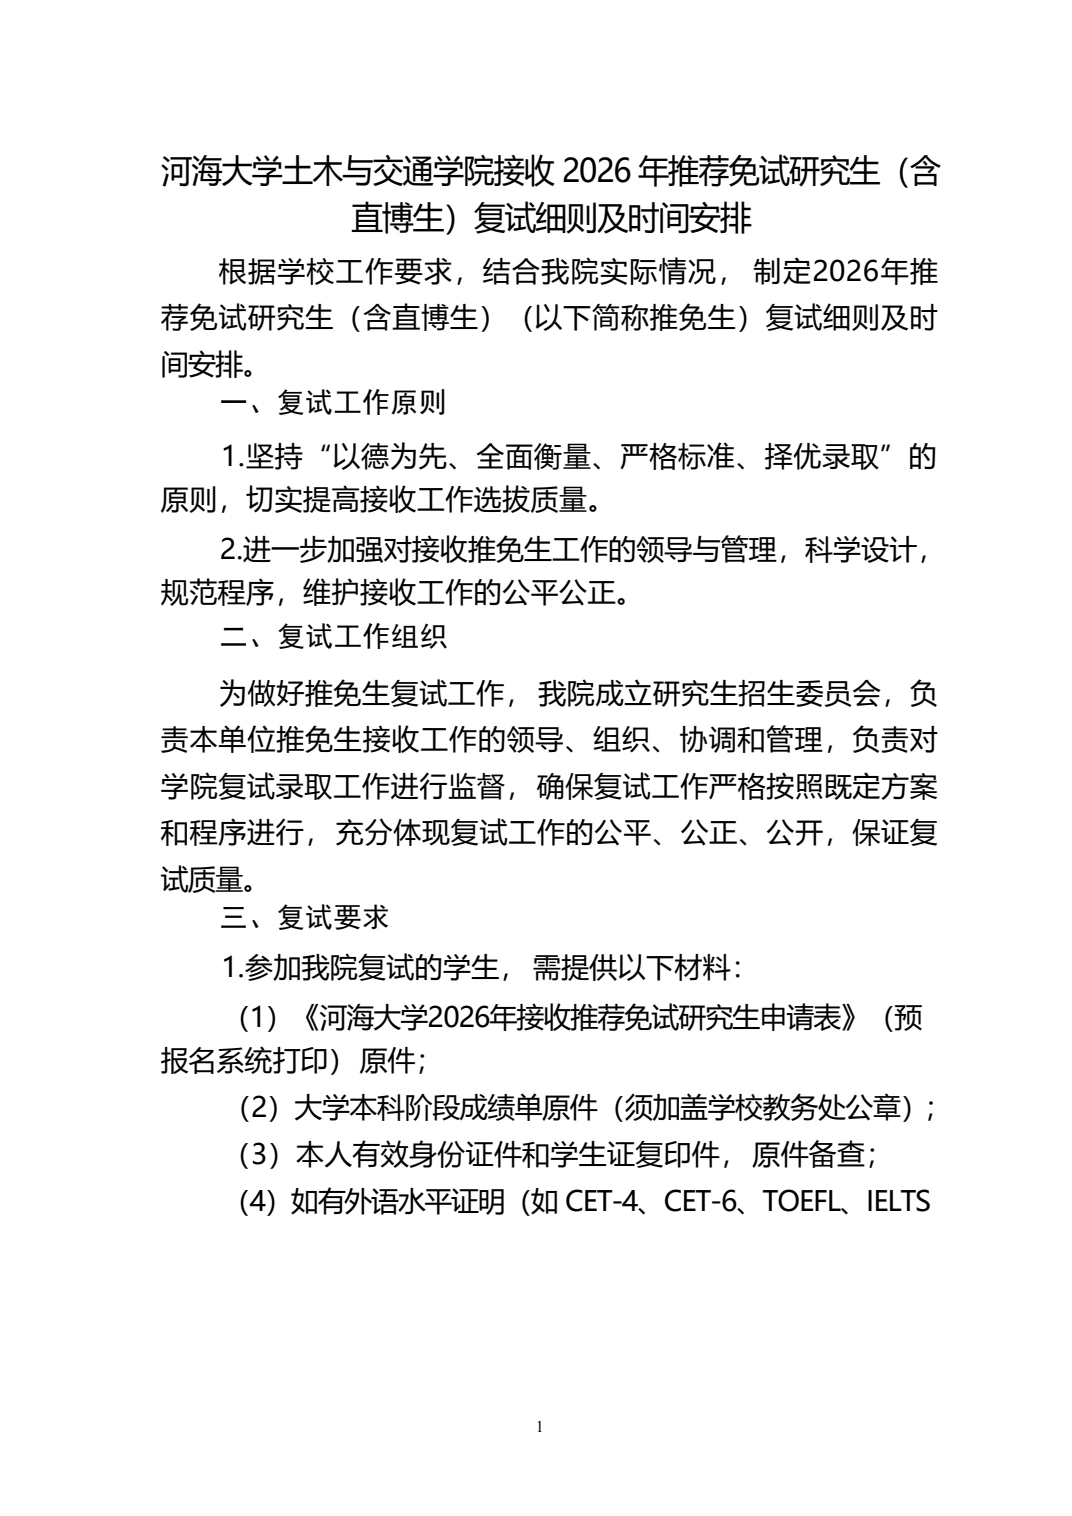 河海大学土木与交通学院接收 2026 年推荐免试研究生（含
直博生）复试细则及时间安排
根据学校工作要求，结合我院实际情况， 制定2026年推
荐免试研究生（含直博生）（以下简称推免生）复试细则及时
间安排。
一、复试工作原则
1.坚持“以德为先、全面衡量、严格标准、择优录取”的
原则，切实提高接收工作选拔质量。
2.进一步加强对接收推免生工作的领导与管理，科学设计，
规范程序，维护接收工作的公平公正。
二、复试工作组织
为做好推免生复试工作， 我院成立研究生招生委员会，负
责本单位推免生接收工作的领导、组织、协调和管理，负责对
学院复试录取工作进行监督，确保复试工作严格按照既定方案
和程序进行，充分体现复试工作的公平、公正、公开，保证复
试质量。
三、复试要求
1.参加我院复试的学生， 需提供以下材料：
（1）《河海大学2026年接收推荐免试研究生申请表》（预
报名系统打印）原件；
（2）大学本科阶段成绩单原件（须加盖学校教务处公章）；
（3）本人有效身份证件和学生证复印件， 原件备查；
（4）如有外语水平证明（如 CET-4、CET-6、TOEFL、IELTS
1